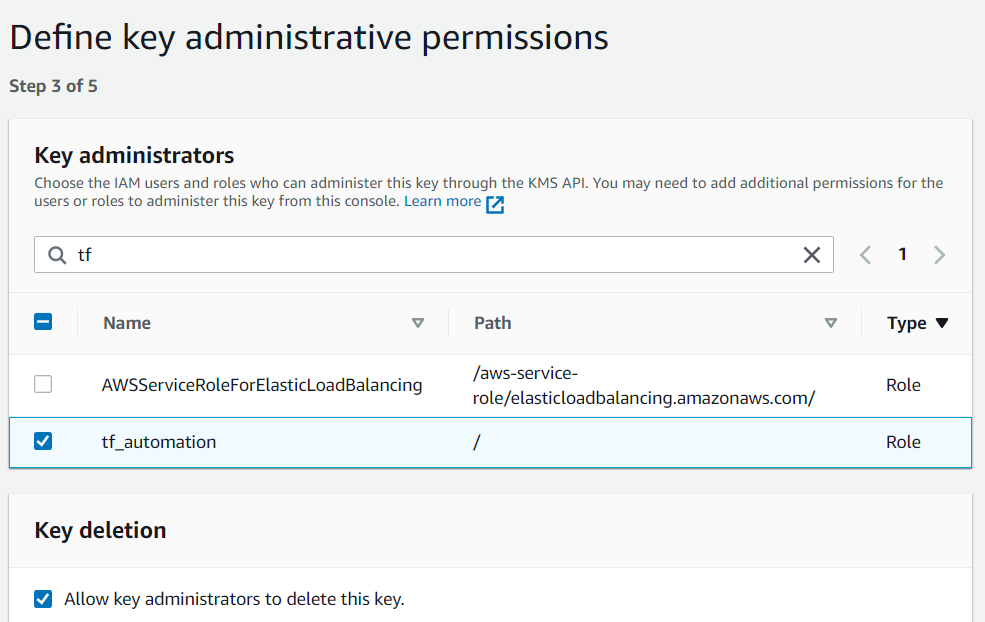 Define key administrative permissions
Step 3 of 5
Key administrators
Choose the IAM users and roles who can administer this key through the KMS API. You may need to add additional permissions for the
users or roles to administer this key from this console. Learn more
tf
1
Name
Path
Type
AWSServiceRoleForElasticLoadBalancing
/aws-service-
role/elasticloadbalancing.amazonaws.com/
Role
tf_automation
/
Role
Key deletion
Allow key administrators to delete this key.